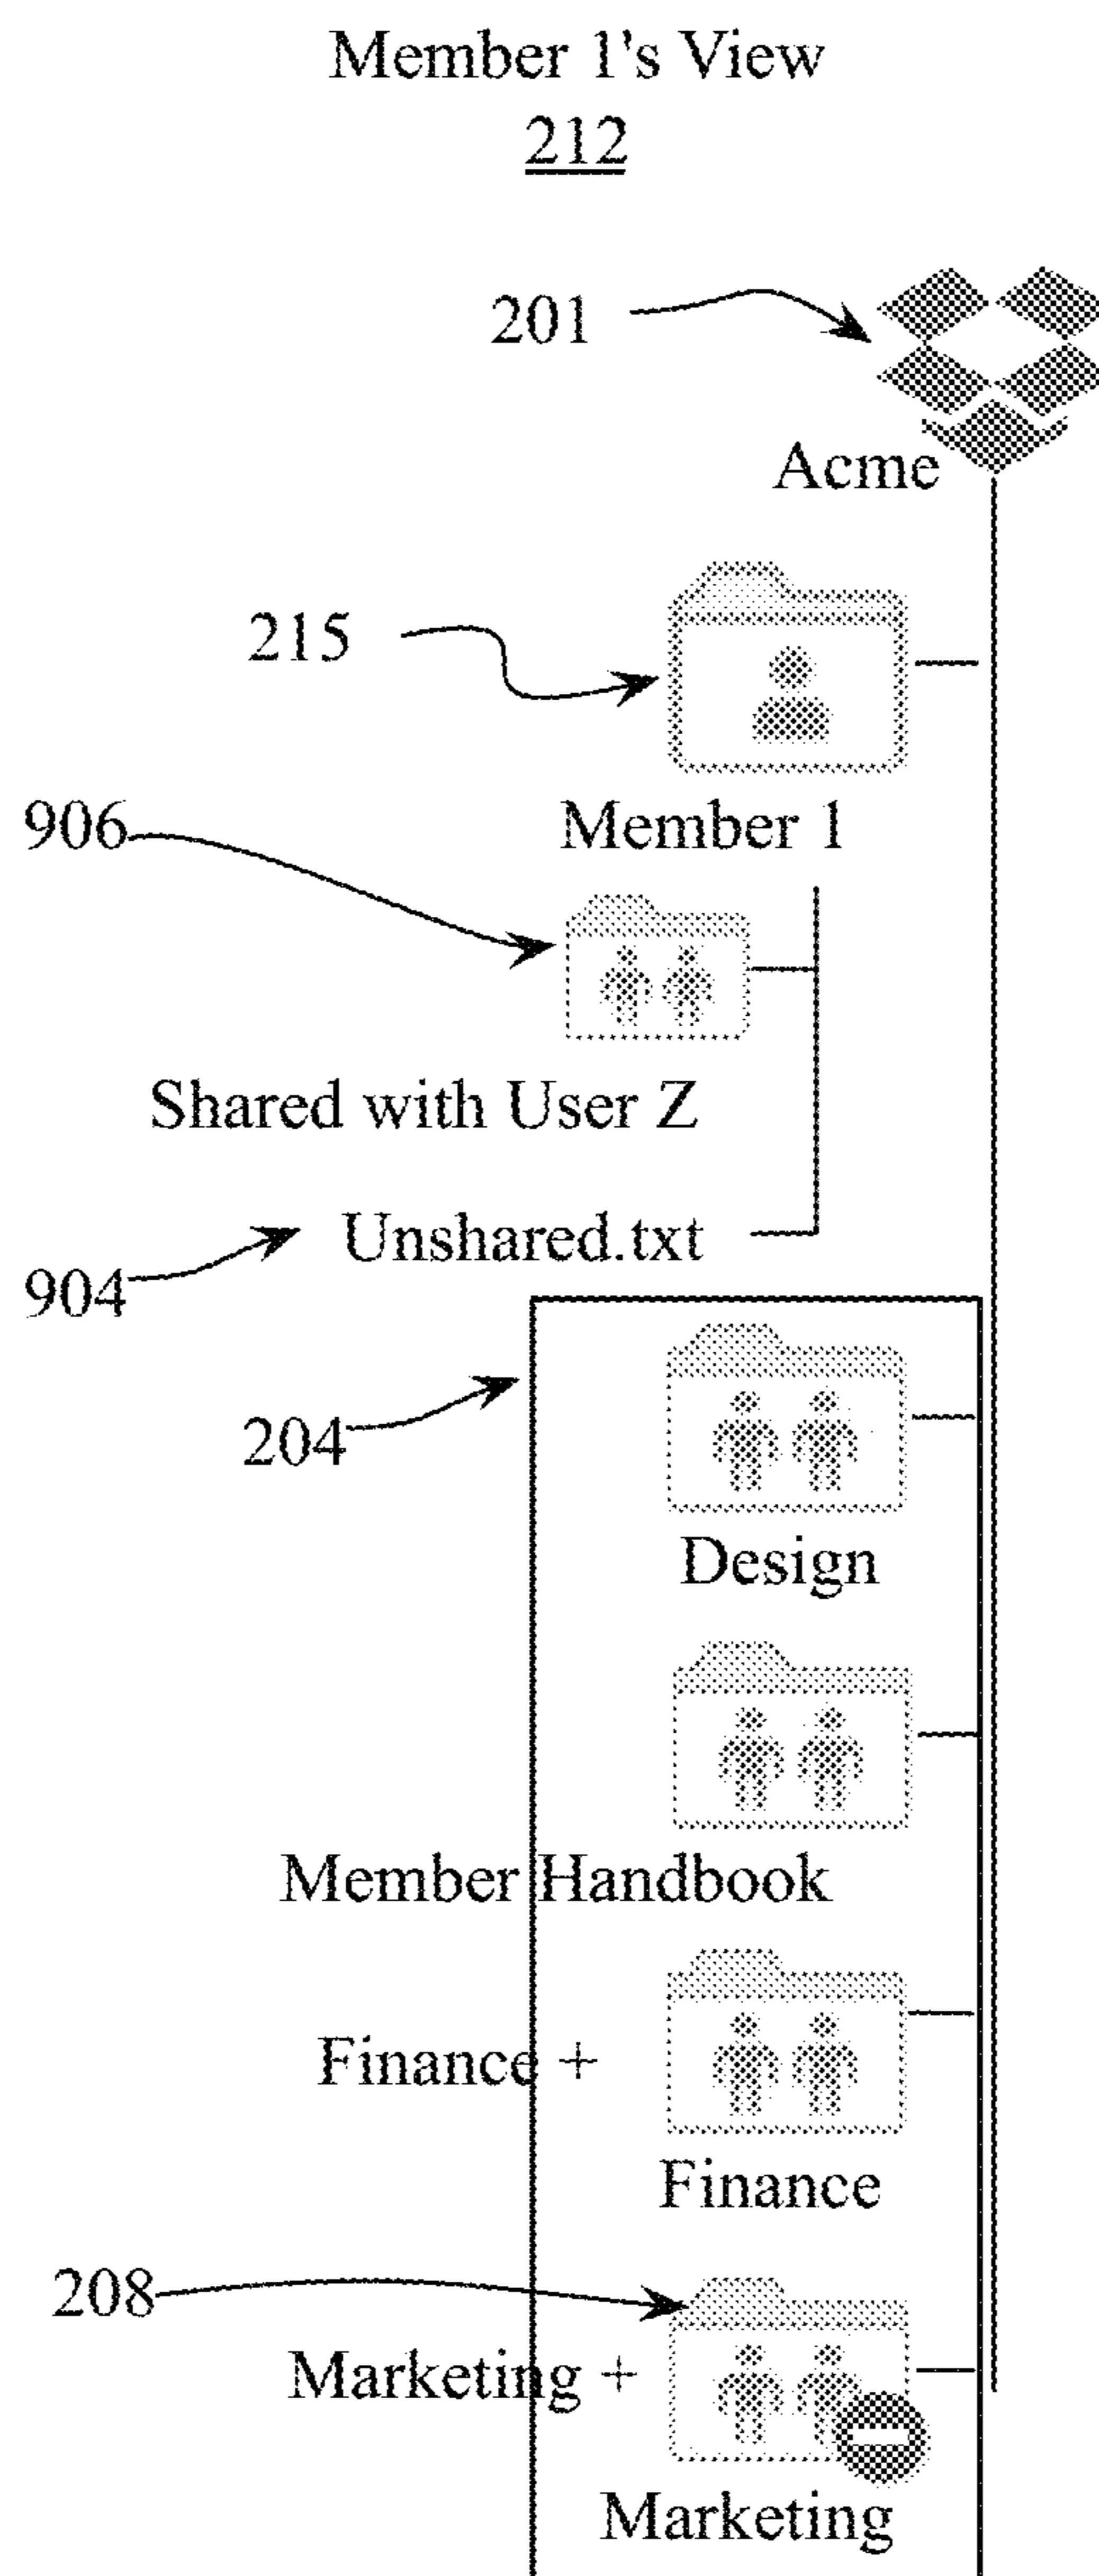 Member 1's View
212
201
Acme
215
906
Member 1
Shared with User Z
Unshared.txt
904
204
Design
Member Handbook
Finance +
Finance
208
Marketing +
Marketing